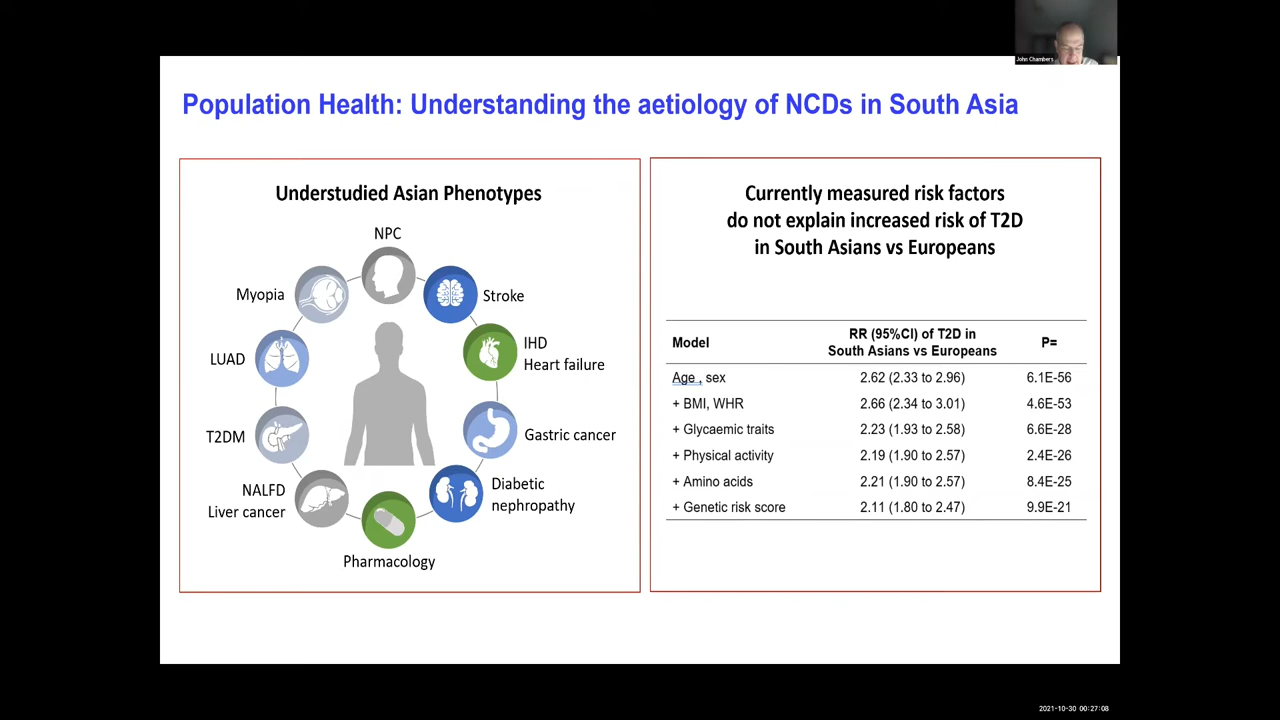 John Chambers
Population Health: Understanding the aetiology of NCDs in South Asia
Understudied Asian Phenotypes
NPC
Stroke
IHD
Heart failure
Gastric cancer
Diabetic
nephropathy
Pharmacology
NALFD
Liver cancer
T2DM
LUAD
Myopia
Currently measured risk factors
do not explain increased risk of T2D
in South Asians vs Europeans
Model RR (95%CI) of T2D in South Asians vs Europeans P=
Age , sex 2.62 (2.33 to 2.96) 6.1E-56
+ BMI, WHR 2.66 (2.34 to 3.01) 4.6E-53
+ Glycaemic traits 2.23 (1.93 to 2.58) 6.6E-28
+ Physical activity 2.19 (1.90 to 2.57) 2.4E-26
+ Amino acids 2.21 (1.90 to 2.57) 8.4E-25
+ Genetic risk score 2.11 (1.80 to 2.47) 9.9E-21
2021-10-30 00:27:08